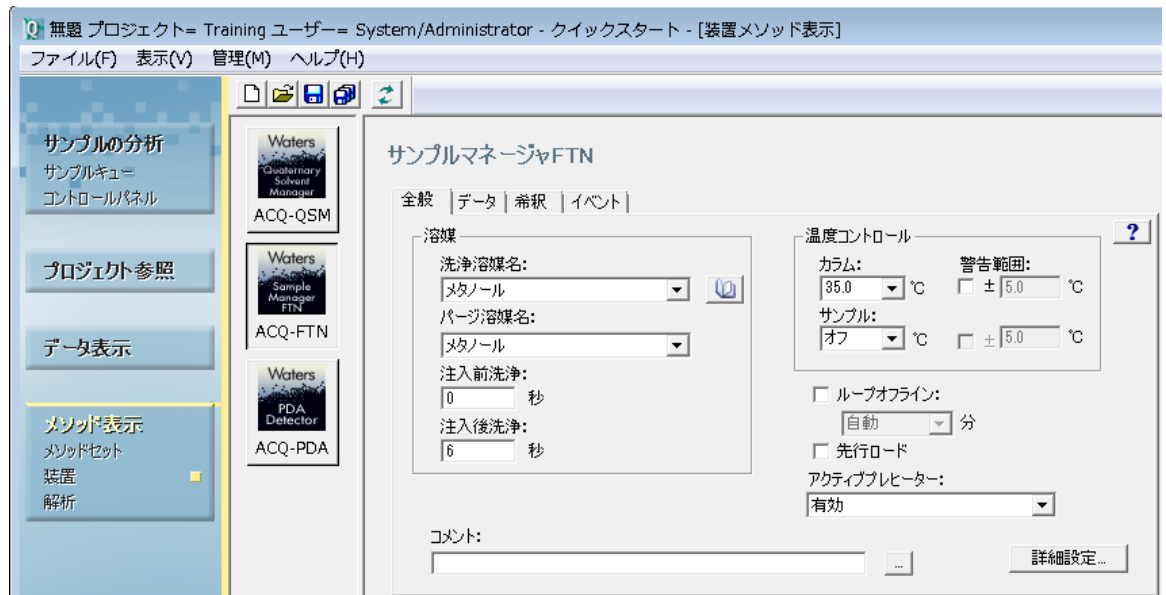 無題 プロジェクト= Training ユーザー= System/Administrator - クイックスタート - [装置メソッド表示]
ファイル(F) 表示(V) 管理(M) ヘルプ(H)
サンプルの分析
サンプルキュー
コントロールパネル
プロジェクト参照
データ表示
メソッド表示
メソッドセット
装置
解析
Waters
Quaternary
Solvent
Manager
ACQ-QSM
Waters
Sample
Manager
FTN
ACQ-FTN
Waters
PDA
Detector
ACQ-PDA
サンプルマネージャFTN
全般 データ 希釈 イベント
溶媒
洗浄溶媒名:
メタノール
パージ溶媒名:
メタノール
注入前洗浄:
0 秒
注入後洗浄:
6 秒
温度コントロール
?
カラム: 警告範囲:
35.0 ℃ ± 5.0 ℃
サンプル:
オフ ℃ ± 5.0 ℃
ループオフライン:
自動 分
先行ロード
アクティブプレヒーター:
有効
コメント:
...
詳細設定...